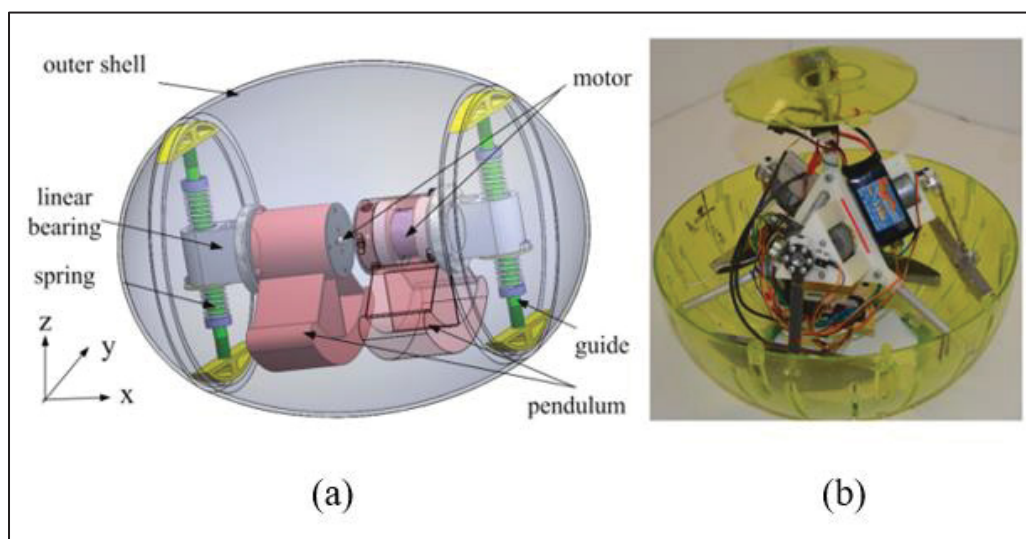 outer shell
motor
linear
bearing
spring
z
y
x
guide
pendulum
(a)
(b)